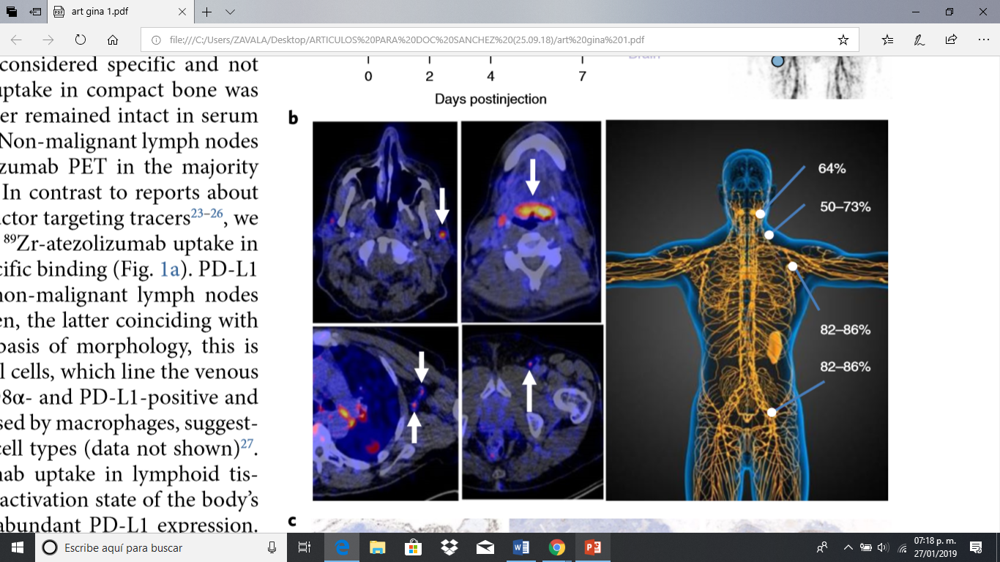 art gina 1.pdf
file:///C:/Users/ZAVALA/Desktop/ARTICULOS%20PARA%20DOC%20SANCHEZ%20(25.09.18)/art%20gina%201.pdf
considered specific and not
uptake in compact bone was
er remained intact in serum
Non-malignant lymph nodes
zumab PET in the majority
In contrast to reports about
actor targeting tracers23–26, we
89Zr-atezolizumab uptake in
cific binding (Fig. 1a). PD-L1
non-malignant lymph nodes
en, the latter coinciding with
basis of morphology, this is
l cells, which line the venous
98α- and PD-L1-positive and
sed by macrophages, suggest-
cell types (data not shown)27.
nab uptake in lymphoid tis-
activation state of the body's
abundant PD-L1 expression.
Brain
0 2 4 7
Days postinjection
b
64%
50–73%
82–86%
82–86%
c
Escribe aquí para buscar
07:18 p. m.
27/01/2019